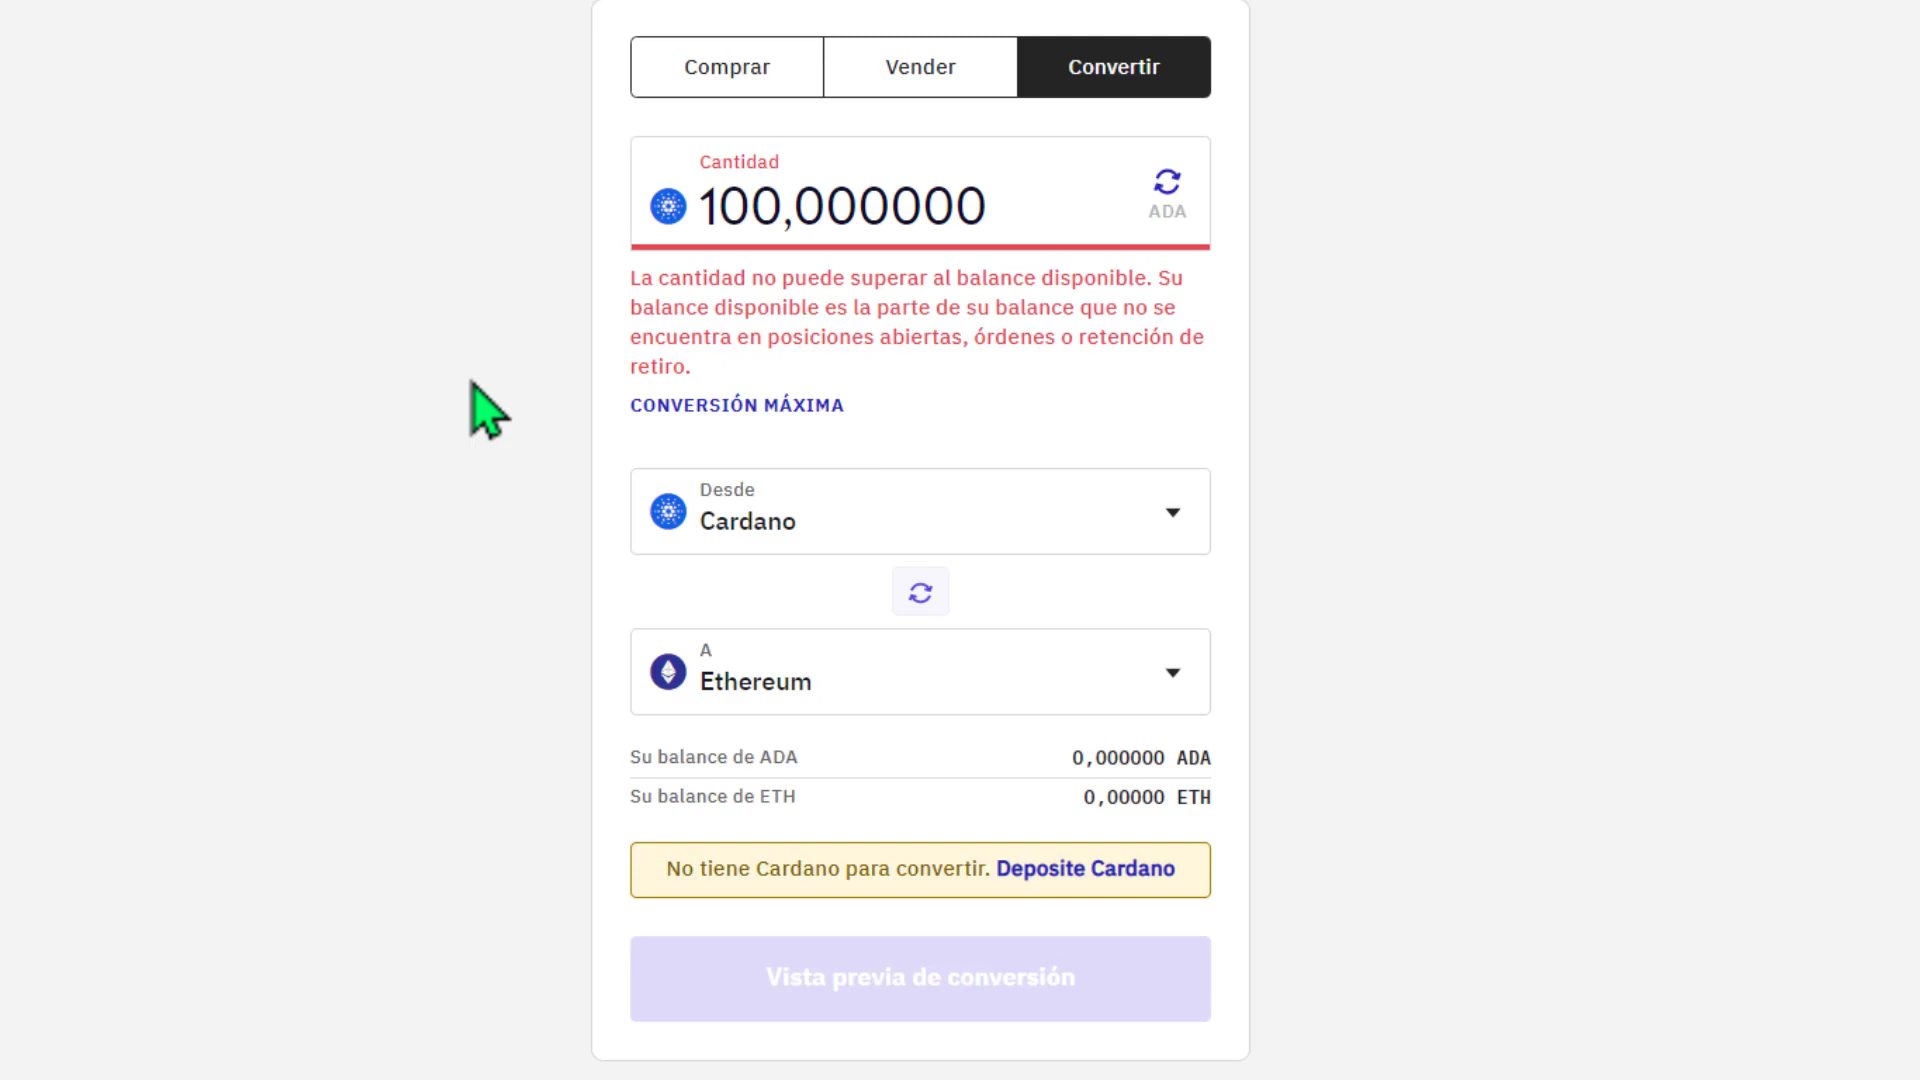 Comprar
Vender
Convertir
Cantidad
100,000000
ADA
La cantidad no puede superar al balance disponible. Su
balance disponible es la parte de su balance que no se
encuentra en posiciones abiertas, órdenes o retención de
retiro.
CONVERSIÓN MÁXIMA
Desde
Cardano
A
Ethereum
Su balance de ADA 0,000000 ADA
Su balance de ETH 0,00000 ETH
No tiene Cardano para convertir. Deposite Cardano
Vista previa de conversión